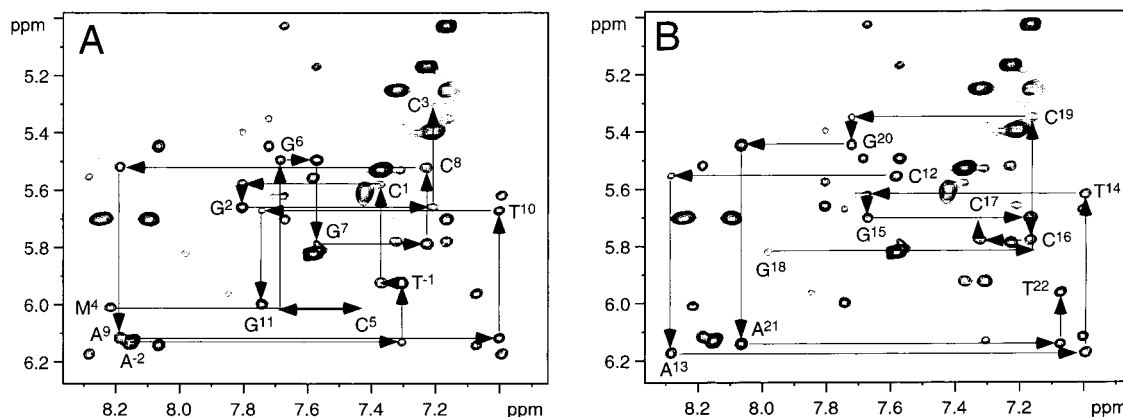 A
ppm
5.2
5.4
5.6
5.8
6.0
6.2
8.2
8.0
7.8
7.6
7.4
7.2
ppm
C³
G⁶
C⁸
C¹
G²
T¹⁰
G⁷
T⁻¹
M⁴
G¹¹
C⁵
A⁹
A⁻²
B
ppm
5.2
5.4
5.6
5.8
6.0
6.2
8.2
8.0
7.8
7.6
7.4
7.2
ppm
C¹⁹
G²⁰
C¹²
T¹⁴
C¹⁷
G¹⁵
C¹⁶
G¹⁸
T²²
A²¹
A¹³